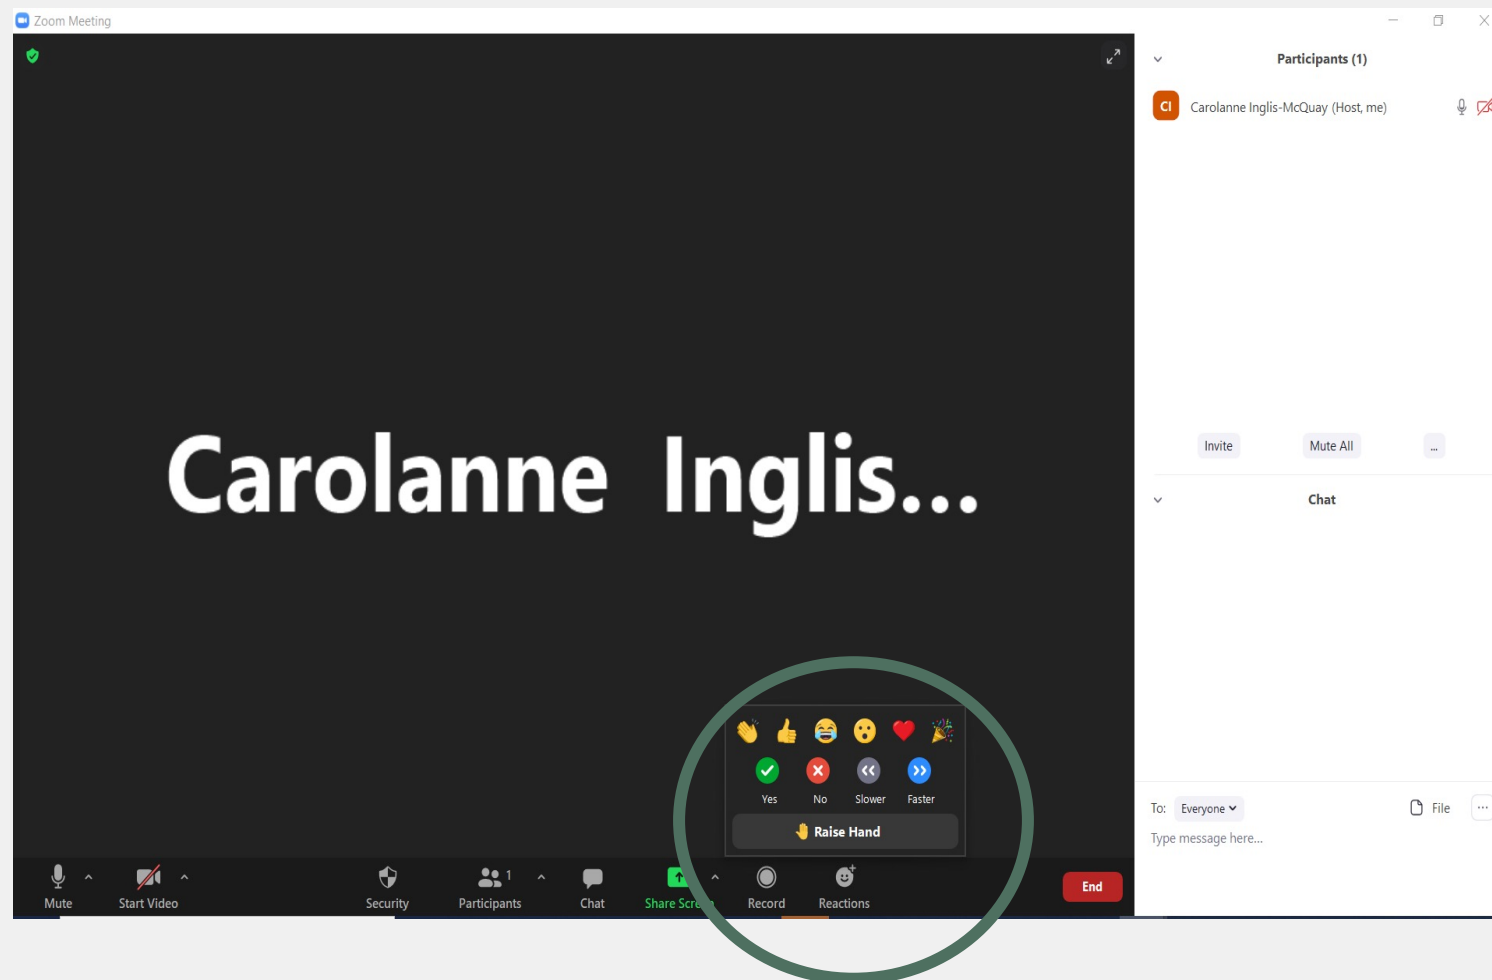 Zoom Meeting
Participants (1)
CI Carolanne Inglis-McQuay (Host, me)
Carolanne Inglis...
Invite Mute All ...
Chat
Yes No Slower Faster
Raise Hand
To: Everyone File ...
Type message here...
Mute Start Video Security Participants 1 Chat Share Screen Record Reactions End